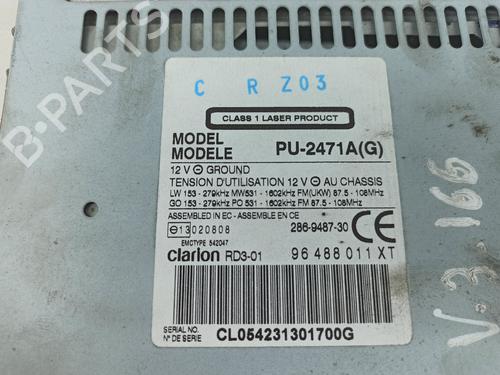 C R Z03
CLASS 1 LASER PRODUCT
MODEL
MODELE
PU-2471A(G)
12 V ⊖ GROUND
TENSION D'UTILISATION 12 V ⊖ AU CHASSIS
LW 153 - 279kHz MW531 - 1602kHz FM(UKW) 87.5 - 108MHz
GO 153 - 279kHz PO 531 - 1602kHz FM 87.5 - 108MHz
ASSEMBLED IN EC - ASSEMBLE EN CE
⊖13020808
286-9487-30
CE
EMCTYPE 542047
Clarion RD3-01
96 488 011 XT
SERIAL NO.
N° DE SERIE
CL054231301700G
V-3-166
B-PARTS